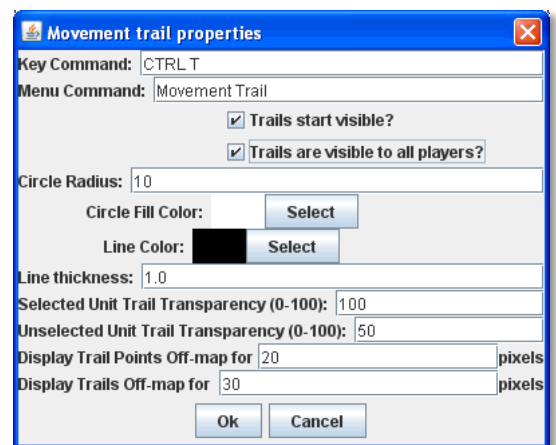 Movement trail properties
Key Command: CTRL T
Menu Command: Movement Trail
Trails start visible?
Trails are visible to all players?
Circle Radius: 10
Circle Fill Color: Select
Line Color: Select
Line thickness: 1.0
Selected Unit Trail Transparency (0-100): 100
Unselected Unit Trail Transparency (0-100): 50
Display Trail Points Off-map for 20 pixels
Display Trails Off-map for 30 pixels
Ok Cancel